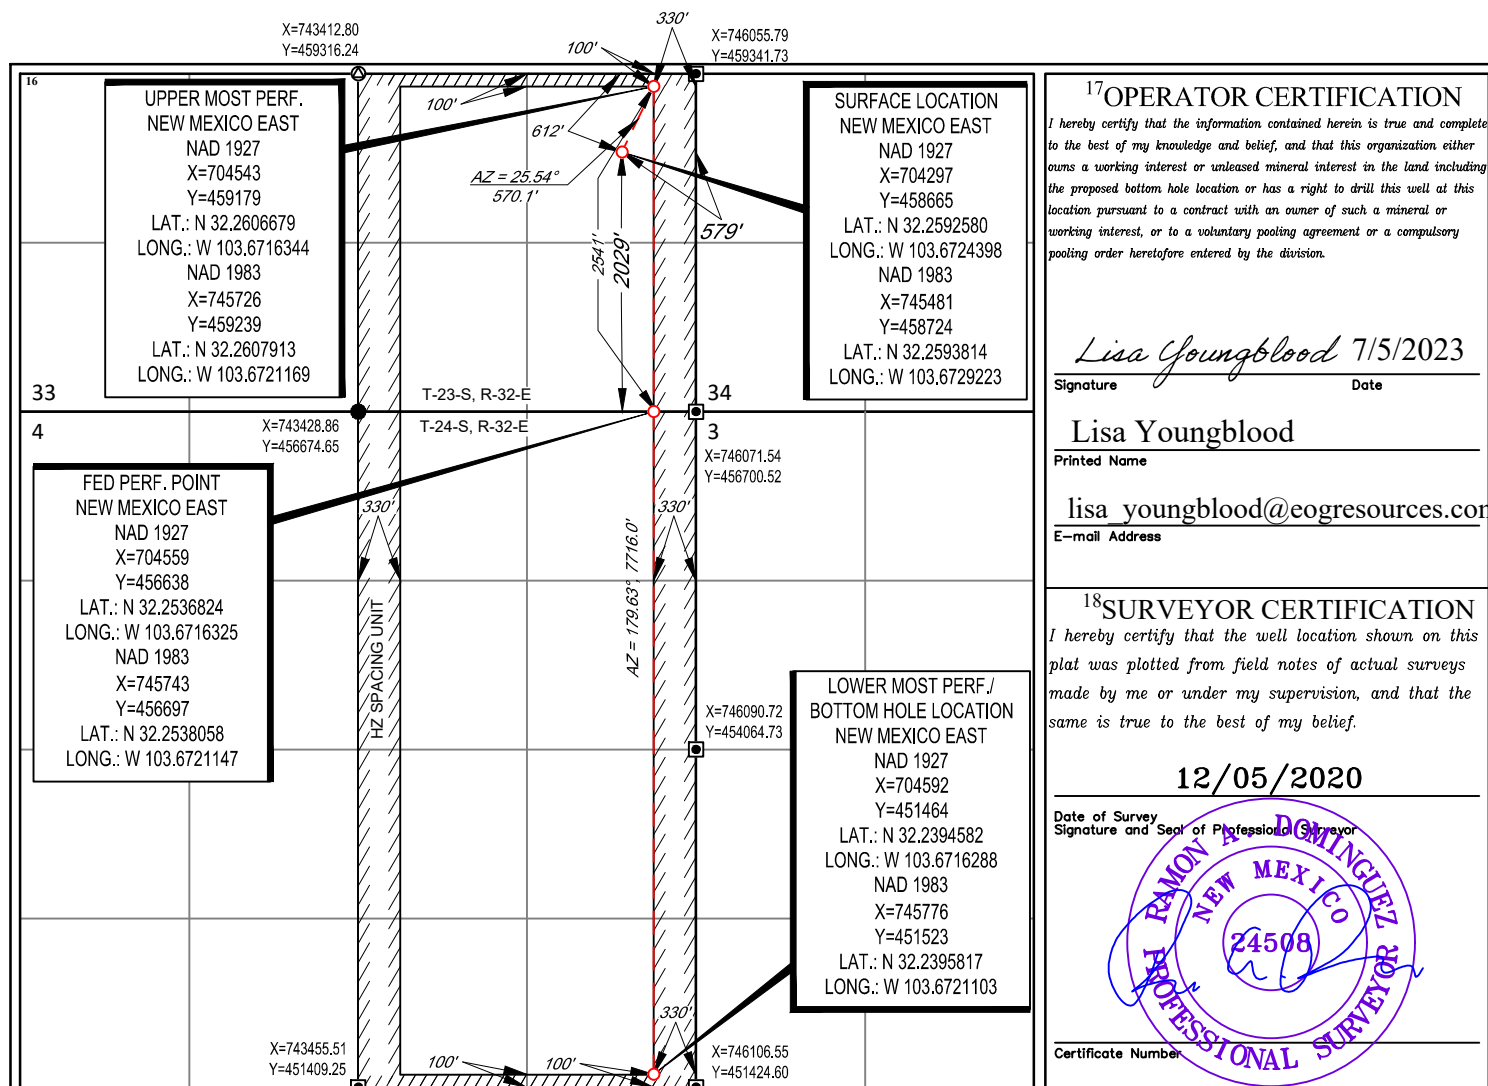 X=743412.80
Y=459316.24
330'
X=746055.79
Y=459341.73
100'
16
UPPER MOST PERF.
NEW MEXICO EAST
NAD 1927
X=704543
Y=459179
LAT.: N 32.2606679
LONG.: W 103.6716344
NAD 1983
X=745726
Y=459239
LAT.: N 32.2607913
LONG.: W 103.6721169
100'
612'
AZ = 25.54°
570.1'
2541'
2029'
579'
SURFACE LOCATION
NEW MEXICO EAST
NAD 1927
X=704297
Y=458665
LAT.: N 32.2592580
LONG.: W 103.6724398
NAD 1983
X=745481
Y=458724
LAT.: N 32.2593814
LONG.: W 103.6729223
33
T-23-S, R-32-E
34
4
X=743428.86
Y=456674.65
T-24-S, R-32-E
3
X=746071.54
Y=456700.52
FED PERF. POINT
NEW MEXICO EAST
NAD 1927
X=704559
Y=456638
LAT.: N 32.2536824
LONG.: W 103.6716325
NAD 1983
X=745743
Y=456697
LAT.: N 32.2538058
LONG.: W 103.6721147
330'
330'
HZ SPACING UNIT
AZ = 179.63°, 7716.0'
X=746090.72
Y=454064.73
LOWER MOST PERF./
BOTTOM HOLE LOCATION
NEW MEXICO EAST
NAD 1927
X=704592
Y=451464
LAT.: N 32.2394582
LONG.: W 103.6716288
NAD 1983
X=745776
Y=451523
LAT.: N 32.2395817
LONG.: W 103.6721103
330'
X=743455.51
Y=451409.25
100'
100'
X=746106.55
Y=451424.60
17OPERATOR CERTIFICATION
I hereby certify that the information contained herein is true and complete
to the best of my knowledge and belief, and that this organization either
owns a working interest or unleased mineral interest in the land including
the proposed bottom hole location or has a right to drill this well at this
location pursuant to a contract with an owner of such a mineral or
working interest, or to a voluntary pooling agreement or a compulsory
pooling order heretofore entered by the division.
Lisa Youngblood 7/5/2023
Signature Date
Lisa Youngblood
Printed Name
lisa_youngblood@eogresources.com
E-mail Address
18SURVEYOR CERTIFICATION
I hereby certify that the well location shown on this
plat was plotted from field notes of actual surveys
made by me or under my supervision, and that the
same is true to the best of my belief.
12/05/2020
Date of Survey
Signature and Seal of Professional Surveyor
RAMON A. DOMINGUEZ
NEW MEXICO
24508
PROFESSIONAL SURVEYOR
Certificate Number